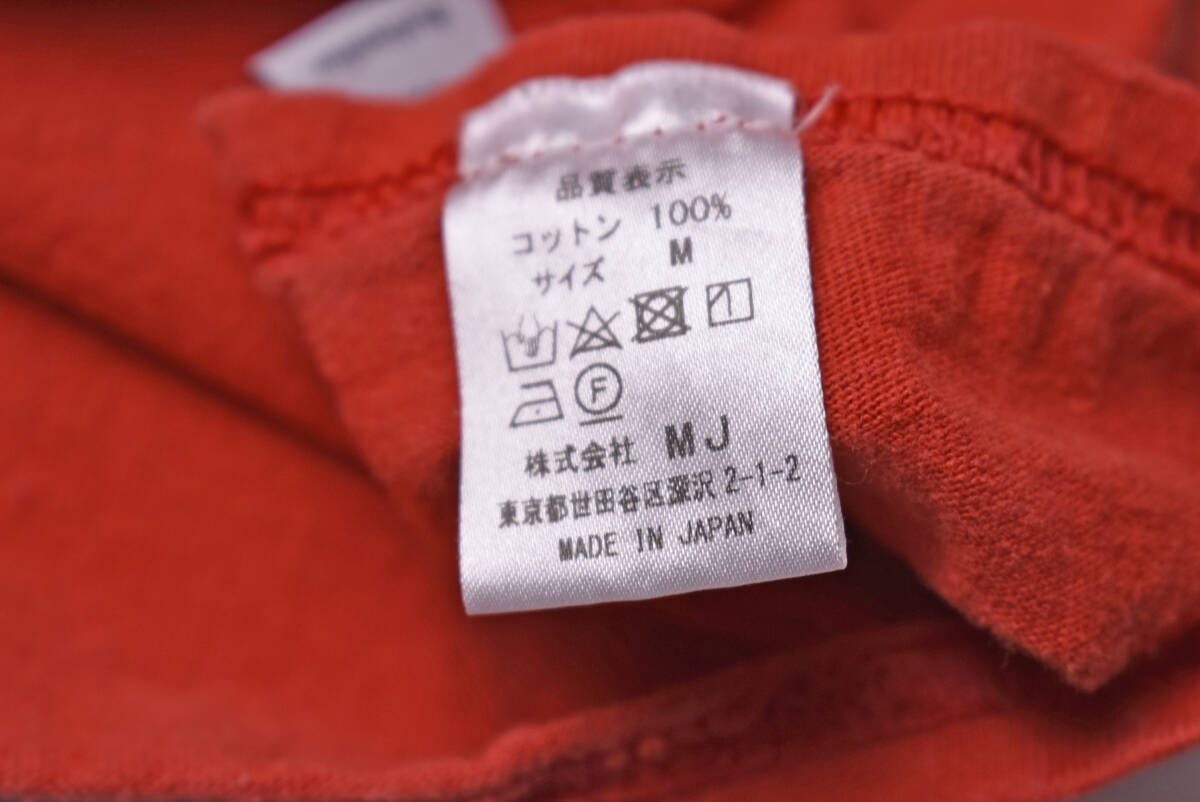 品質表示
コットン 100%
サイズ M
F
株式会社 MJ
東京都世田谷区深沢2-1-2
MADE IN JAPAN